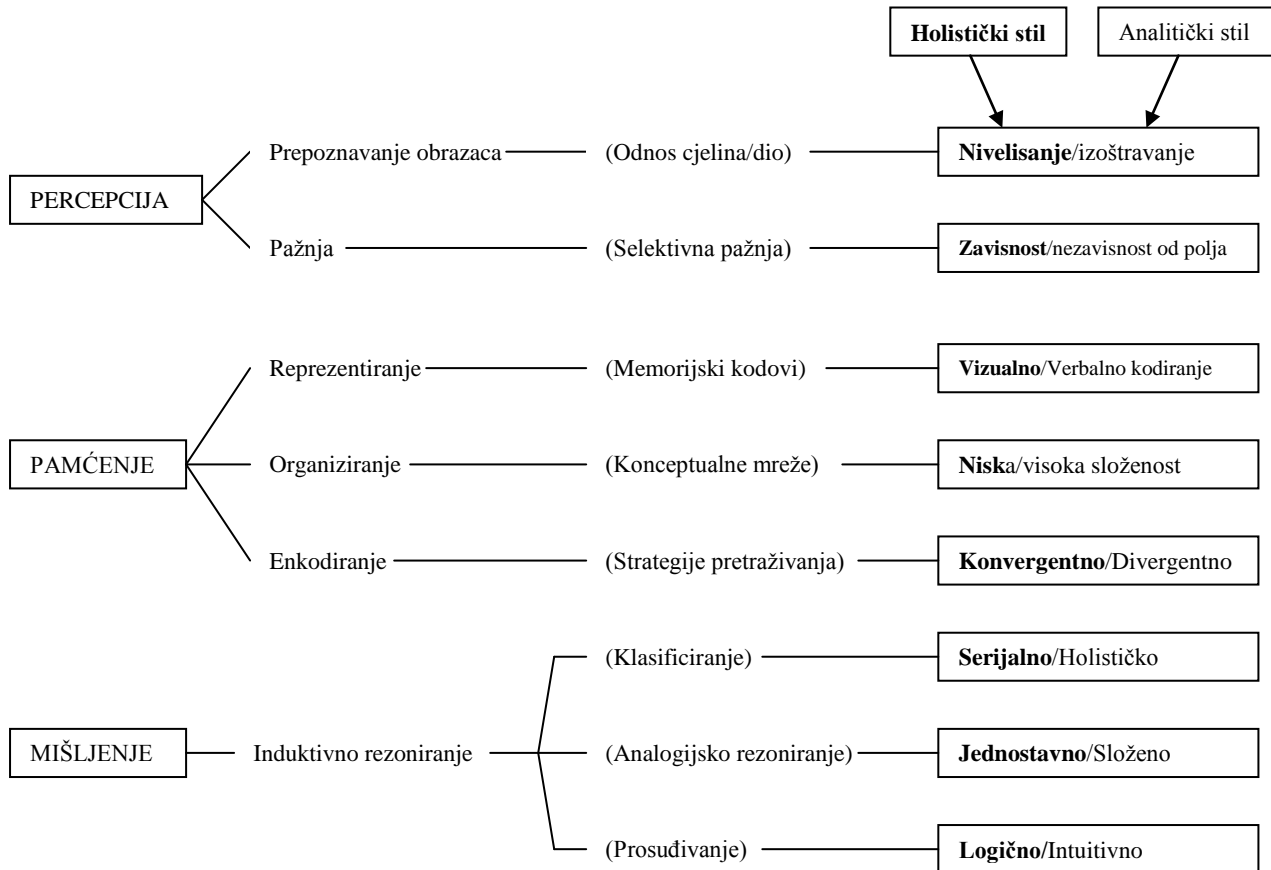 Holistički stil
Analitički stil
Prepoznavanje obrazaca
(Odnos cjelina/dio)
Nivelisanje/izoštravanje
PERCEPCIJA
Pažnja
(Selektivna pažnja)
Zavisnost/nezavisnost od polja
Reprezentiranje
(Memorijski kodovi)
Vizualno/Verbalno kodiranje
PAMĆENJE
Organiziranje
(Konceptualne mreže)
Niska/visoka složenost
Enkodiranje
(Strategije pretraživanja)
Konvergentno/Divergentno
(Klasificiranje)
Serijalno/Holističko
MIŠLJENJE
Induktivno rezoniranje
(Analogijsko rezoniranje)
Jednostavno/Složeno
(Prosuđivanje)
Logično/Intuitivno